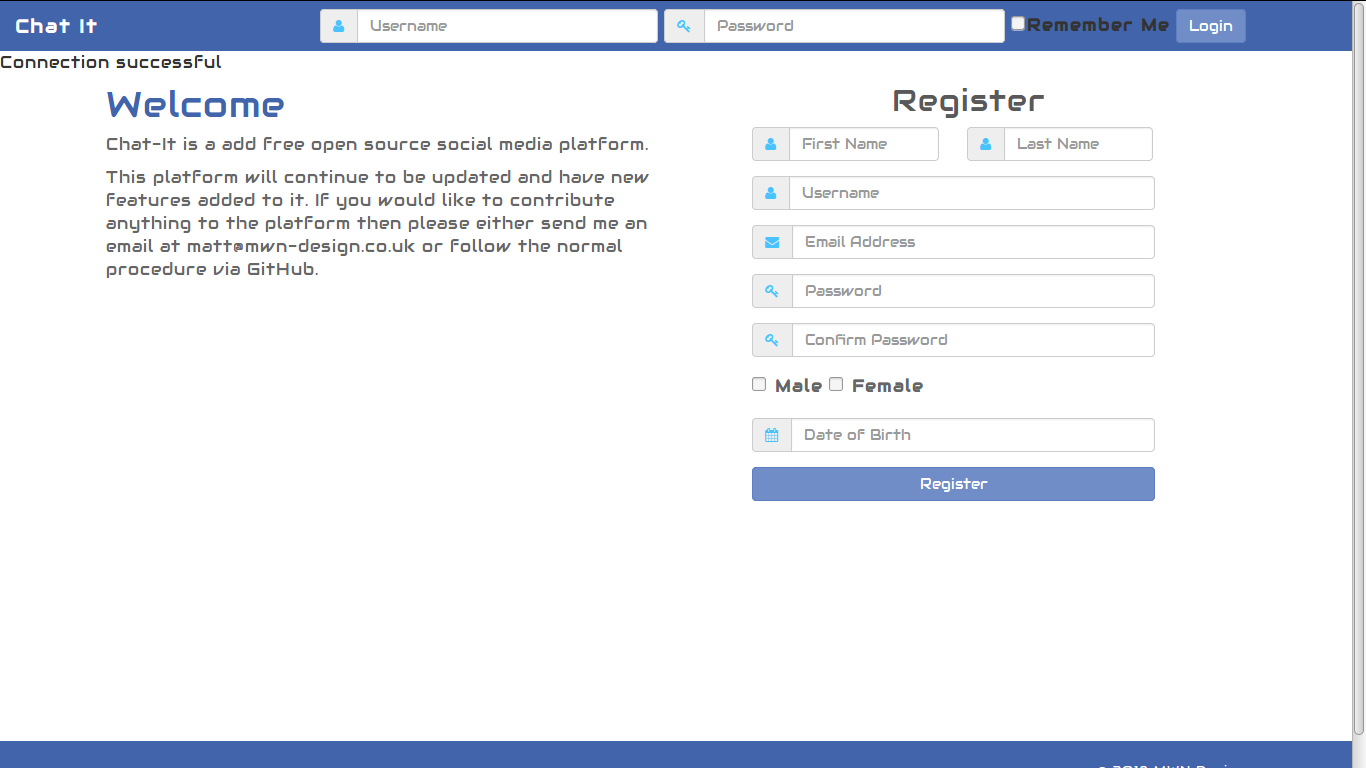 Chat It
Username
Password
Remember Me
Login
Connection successful
Welcome
Chat-It is a add free open source social media platform.
This platform will continue to be updated and have new
features added to it. If you would like to contribute
anything to the platform then please either send me an
email at matt@mwn-design.co.uk or follow the normal
procedure via GitHub.
Register
First Name
Last Name
Username
Email Address
Password
Confirm Password
Male
Female
Date of Birth
Register